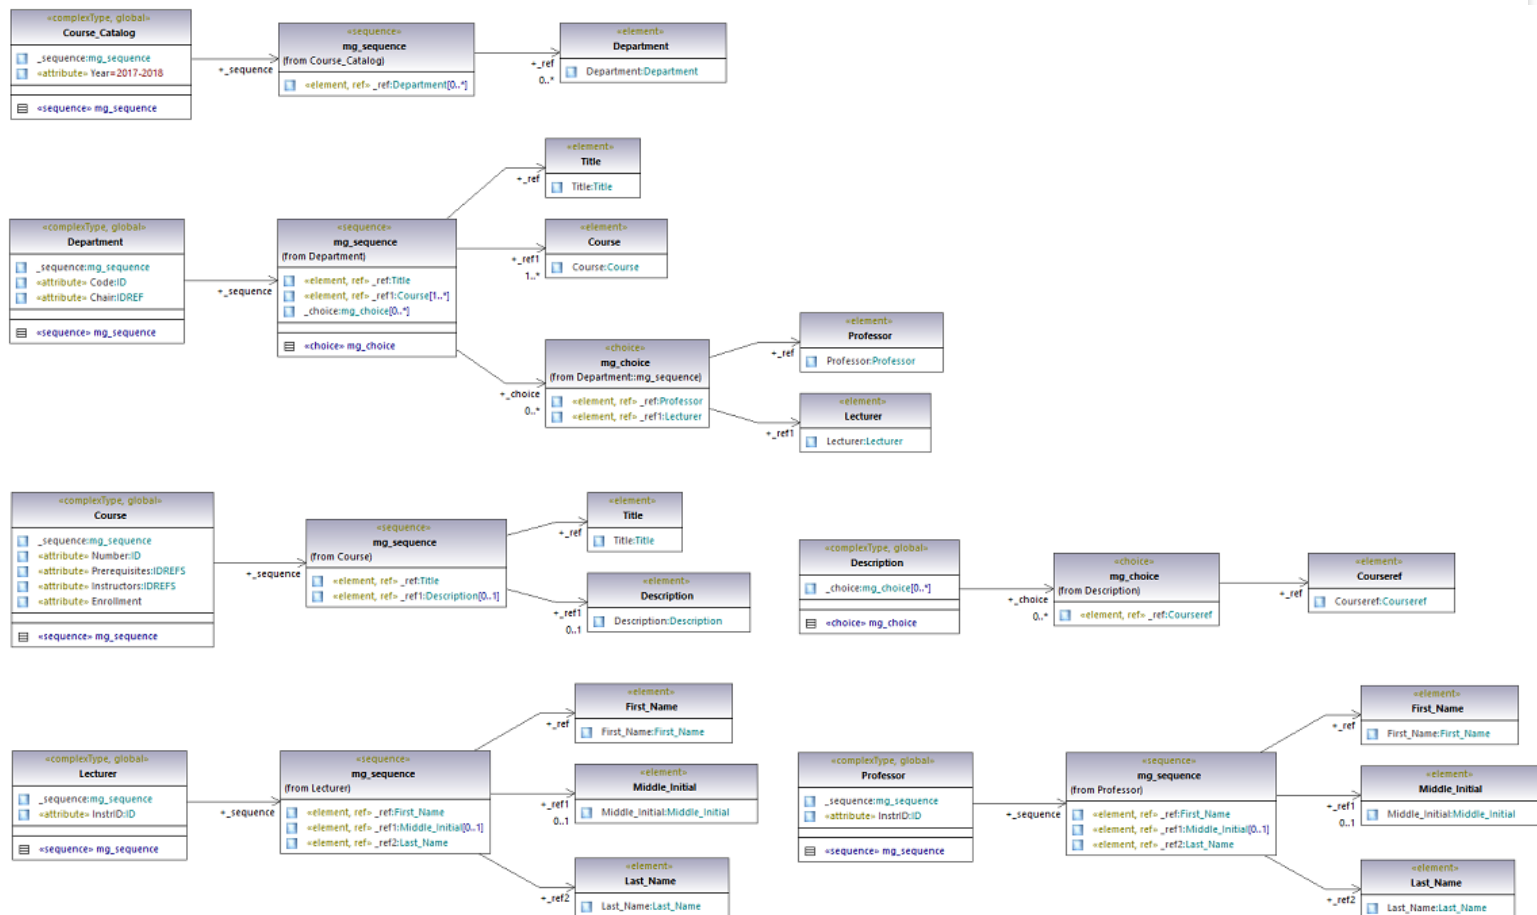 «complexType, global»
Course_Catalog
_sequence:mg_sequence
«attribute» Year=2017-2018
«sequence» mg_sequence
+_sequence
«sequence»
mg_sequence
(from Course_Catalog)
«element, ref» _ref:Department[0..*]
+_ref
0..*
«element»
Department
Department:Department
«complexType, global»
Department
_sequence:mg_sequence
«attribute» Code:ID
«attribute» Chair:IDREF
«sequence» mg_sequence
+_sequence
«sequence»
mg_sequence
(from Department)
«element, ref» _ref:Title
«element, ref» _ref1:Course[1..*]
_choice:mg_choice[0..*]
«choice» mg_choice
+_ref
«element»
Title
Title:Title
+_ref1
1..*
«element»
Course
Course:Course
+_choice
0..*
«choice»
mg_choice
(from Department::mg_sequence)
«element, ref» _ref:Professor
«element, ref» _ref1:Lecturer
+_ref
«element»
Professor
Professor:Professor
+_ref1
«element»
Lecturer
Lecturer:Lecturer
«complexType, global»
Course
_sequence:mg_sequence
«attribute» Number:ID
«attribute» Prerequisites:IDREFS
«attribute» Instructors:IDREFS
«attribute» Enrollment
«sequence» mg_sequence
+_sequence
«sequence»
mg_sequence
(from Course)
«element, ref» _ref:Title
«element, ref» _ref1:Description[0..1]
+_ref
«element»
Title
Title:Title
+_ref1
0..1
«element»
Description
Description:Description
«complexType, global»
Description
_choice:mg_choice[0..*]
«choice» mg_choice
+_choice
0..*
«choice»
mg_choice
(from Description)
«element, ref» _ref:Courseref
+_ref
«element»
Courseref
Courseref:Courseref
«complexType, global»
Lecturer
_sequence:mg_sequence
«attribute» InstrID:ID
«sequence» mg_sequence
+_sequence
«sequence»
mg_sequence
(from Lecturer)
«element, ref» _ref:First_Name
«element, ref» _ref1:Middle_Initial[0..1]
«element, ref» _ref2:Last_Name
+_ref
«element»
First_Name
First_Name:First_Name
+_ref1
0..1
«element»
Middle_Initial
Middle_Initial:Middle_Initial
+_ref2
«element»
Last_Name
Last_Name:Last_Name
«complexType, global»
Professor
_sequence:mg_sequence
«attribute» InstrID:ID
«sequence» mg_sequence
+_sequence
«sequence»
mg_sequence
(from Professor)
«element, ref» _ref:First_Name
«element, ref» _ref1:Middle_Initial[0..1]
«element, ref» _ref2:Last_Name
+_ref
«element»
First_Name
First_Name:First_Name
+_ref1
0..1
«element»
Middle_Initial
Middle_Initial:Middle_Initial
+_ref2
«element»
Last_Name
Last_Name:Last_Name